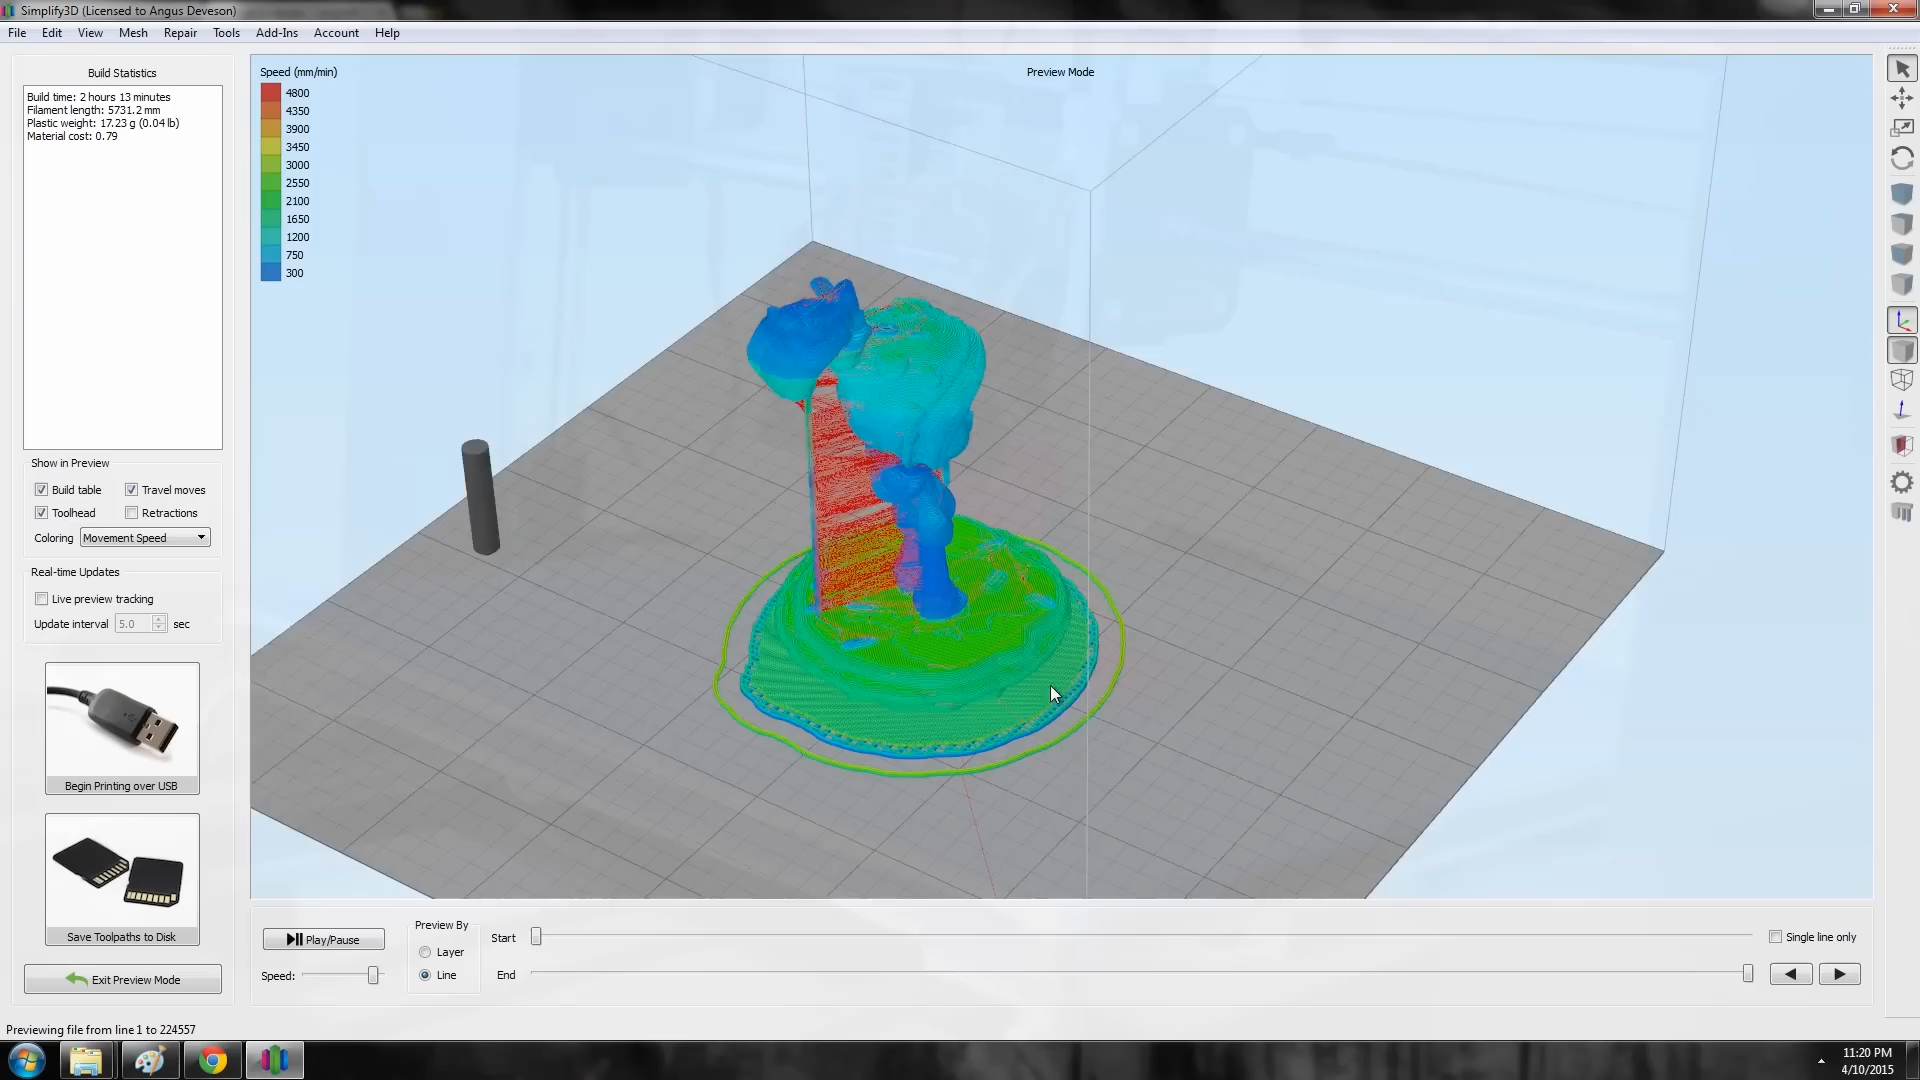 Simplify3D (Licensed to Angus Deveson)
File Edit View Mesh Repair Tools Add-Ins Account Help
Build Statistics
Build time: 2 hours 13 minutes
Filament length: 5731.2 mm
Plastic weight: 17.23 g (0.04 lb)
Material cost: 0.79
Speed (mm/min)
4800
4350
3900
3450
3000
2550
2100
1650
1200
750
300
Preview Mode
Show in Preview
Build table Travel moves
Toolhead Retractions
Coloring Movement Speed
Real-time Updates
Live preview tracking
Update interval 5.0 sec
Begin Printing over USB
Save Toolpaths to Disk
Exit Preview Mode
Play/Pause
Speed:
Preview By
Layer
Line
Start
End
Single line only
Previewing file from line 1 to 224557
11:20 PM
4/10/2015